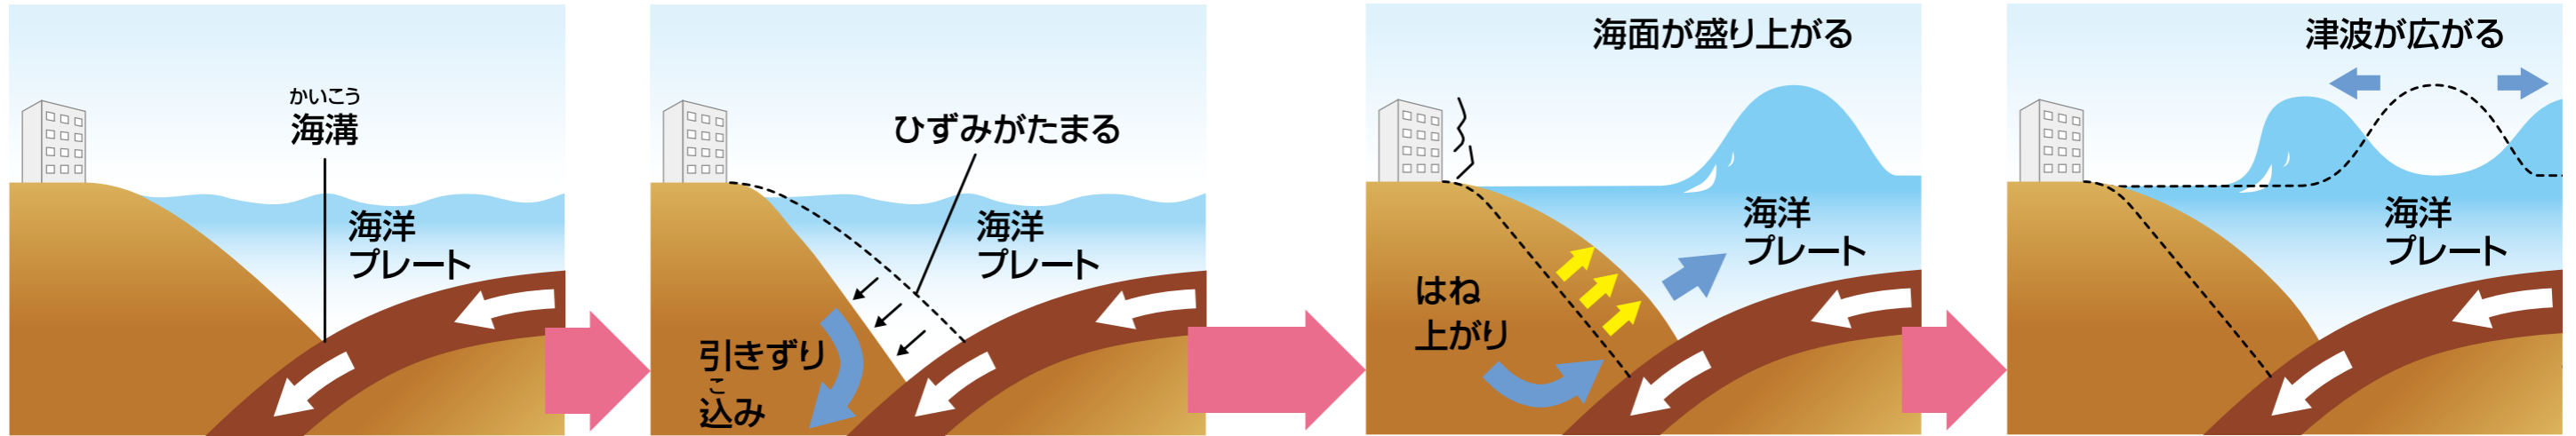 かいこう
海溝
海洋
プレート
ひずみがたまる
海洋
プレート
引きずり
こ
込み
海面が盛り上がる
海洋
プレート
はね
上がり
津波が広がる
海洋
プレート